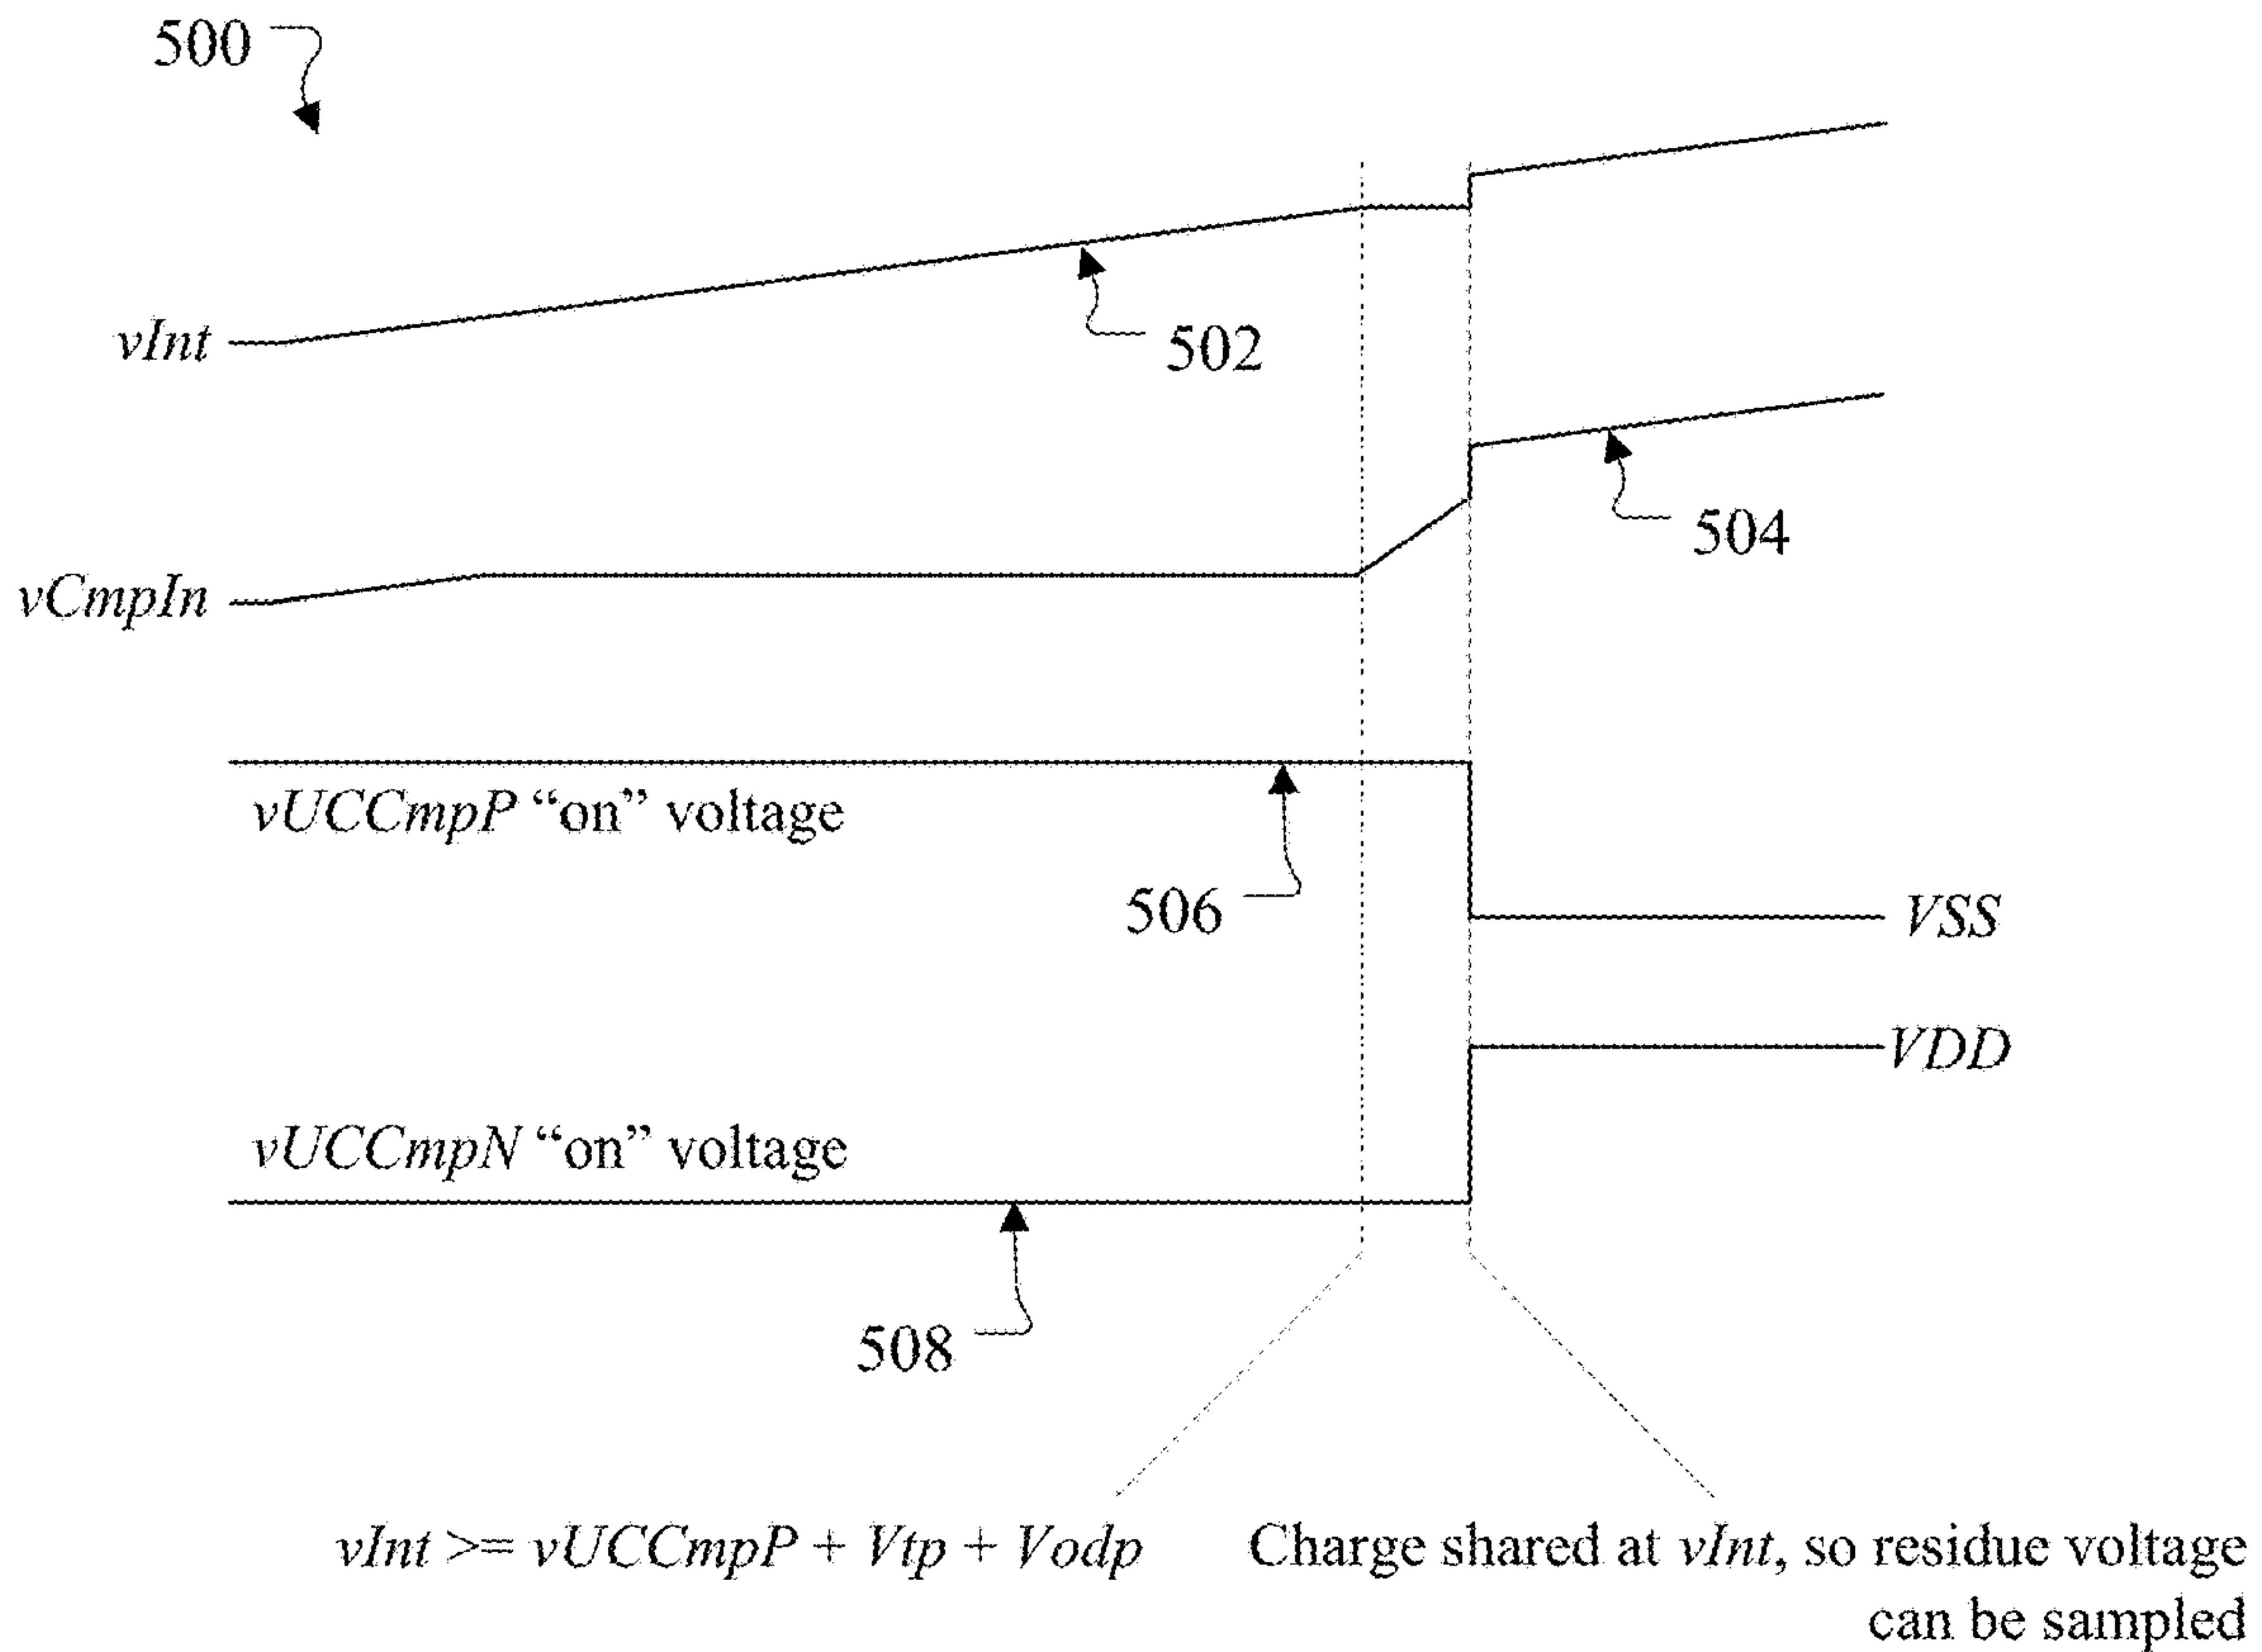 500
502
vInt
504
vCmpIn
vUCCmpP “on” voltage
506
VSS
VDD
vUCCmpN “on” voltage
508
vInt >= vUCCmpP + Vtp + Vodp
Charge shared at vInt, so residue voltage
can be sampled